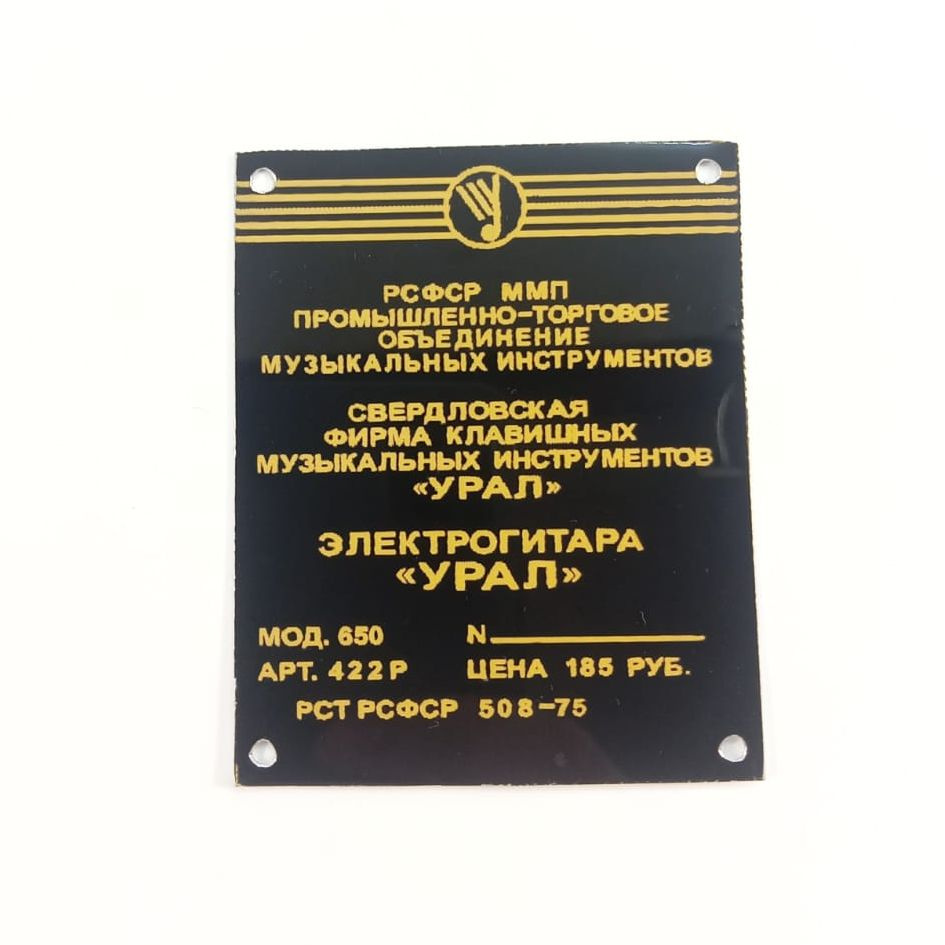 РСФСР ММП
ПРОМЫШЛЕННО-ТОРГОВОЕ
ОБЪЕДИНЕНИЕ
МУЗЫКАЛЬНЫХ ИНСТРУМЕНТОВ
СВЕРДЛОВСКАЯ
ФИРМА КЛАВИШНЫХ
МУЗЫКАЛЬНЫХ ИНСТРУМЕНТОВ
«УРАЛ»
ЭЛЕКТРОГИТАРА
«УРАЛ»
МОД. 650 N
АРТ. 422Р ЦЕНА 185 РУБ.
РСТ РСФСР 508-75